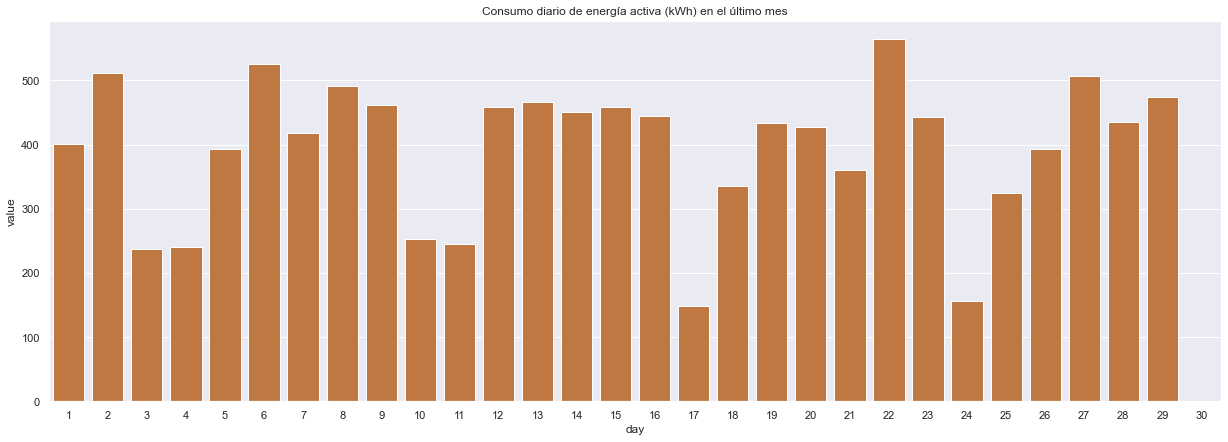 Consumo diario de energía activa (kWh) en el último mes
value
500
400
300
200
100
0
1 2 3 4 5 6 7 8 9 10 11 12 13 14 15 16 17 18 19 20 21 22 23 24 25 26 27 28 29 30
day